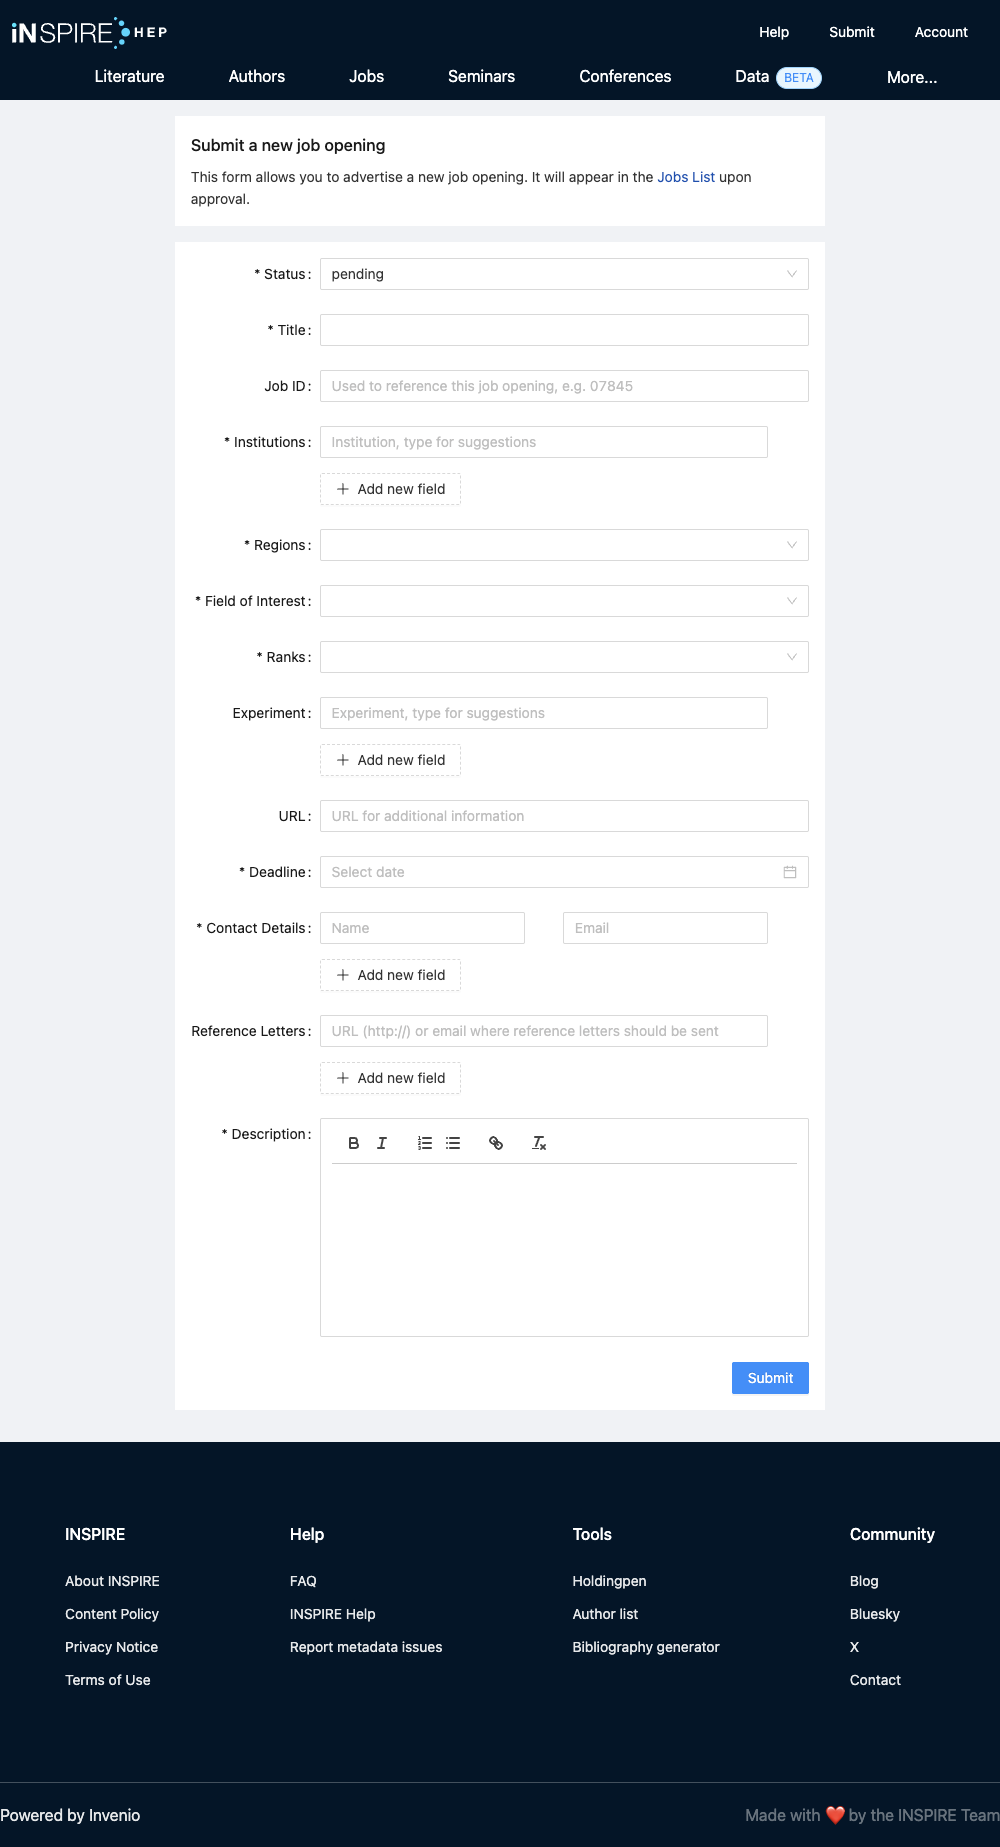 iNSPIRE HEP
Help Submit Account
Literature Authors Jobs Seminars Conferences Data BETA More...
Submit a new job opening
This form allows you to advertise a new job opening. It will appear in the Jobs List upon
approval.
* Status: pending
* Title:
Job ID: Used to reference this job opening, e.g. 07845
* Institutions: Institution, type for suggestions
Add new field
* Regions:
* Field of Interest:
* Ranks:
Experiment: Experiment, type for suggestions
Add new field
URL: URL for additional information
* Deadline: Select date
* Contact Details: Name Email
Add new field
Reference Letters: URL (http://) or email where reference letters should be sent
Add new field
* Description:
Submit
INSPIRE Help Tools Community
About INSPIRE FAQ Holdingpen Blog
Content Policy INSPIRE Help Author list Bluesky
Privacy Notice Report metadata issues Bibliography generator X
Terms of Use Contact
Powered by Invenio Made with ❤️ by the INSPIRE Team